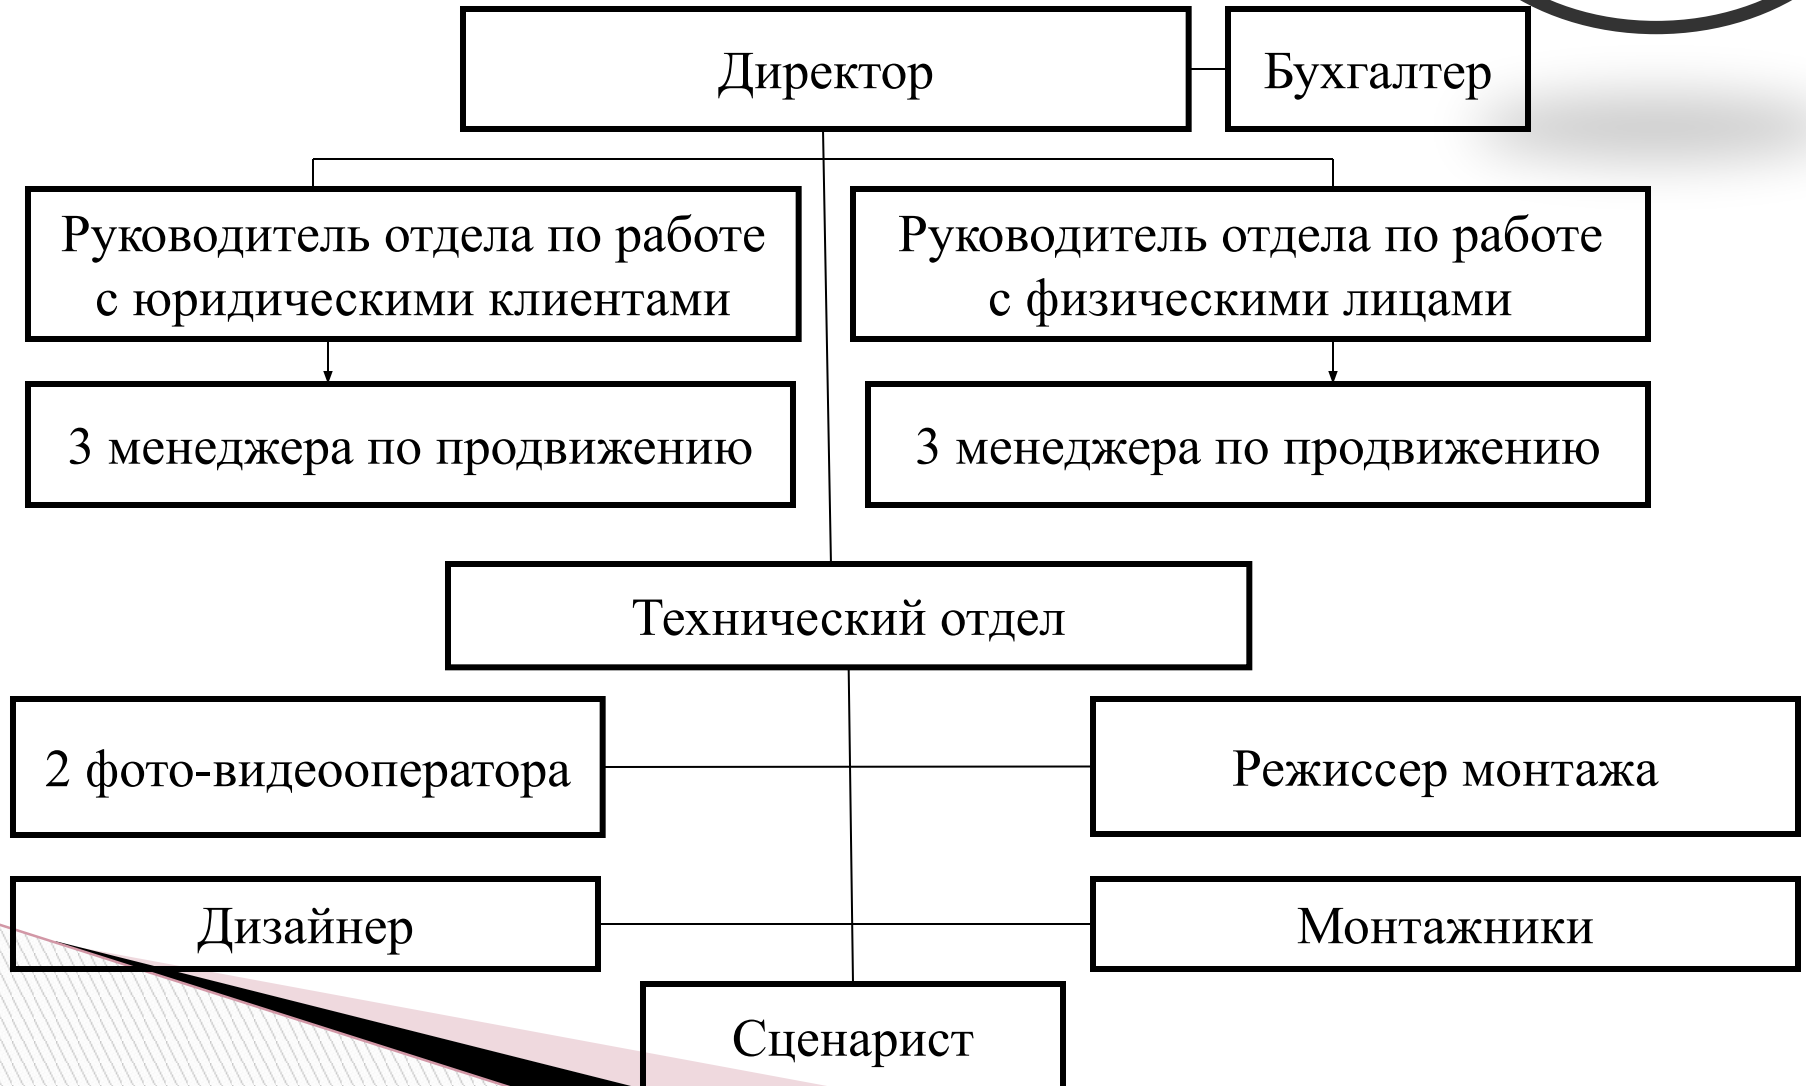 Директор
Бухгалтер
Руководитель отдела по работе
с юридическими клиентами
Руководитель отдела по работе
с физическими лицами
3 менеджера по продвижению
3 менеджера по продвижению
Технический отдел
2 фото-видеооператора
Режиссер монтажа
Дизайнер
Монтажники
Сценарист